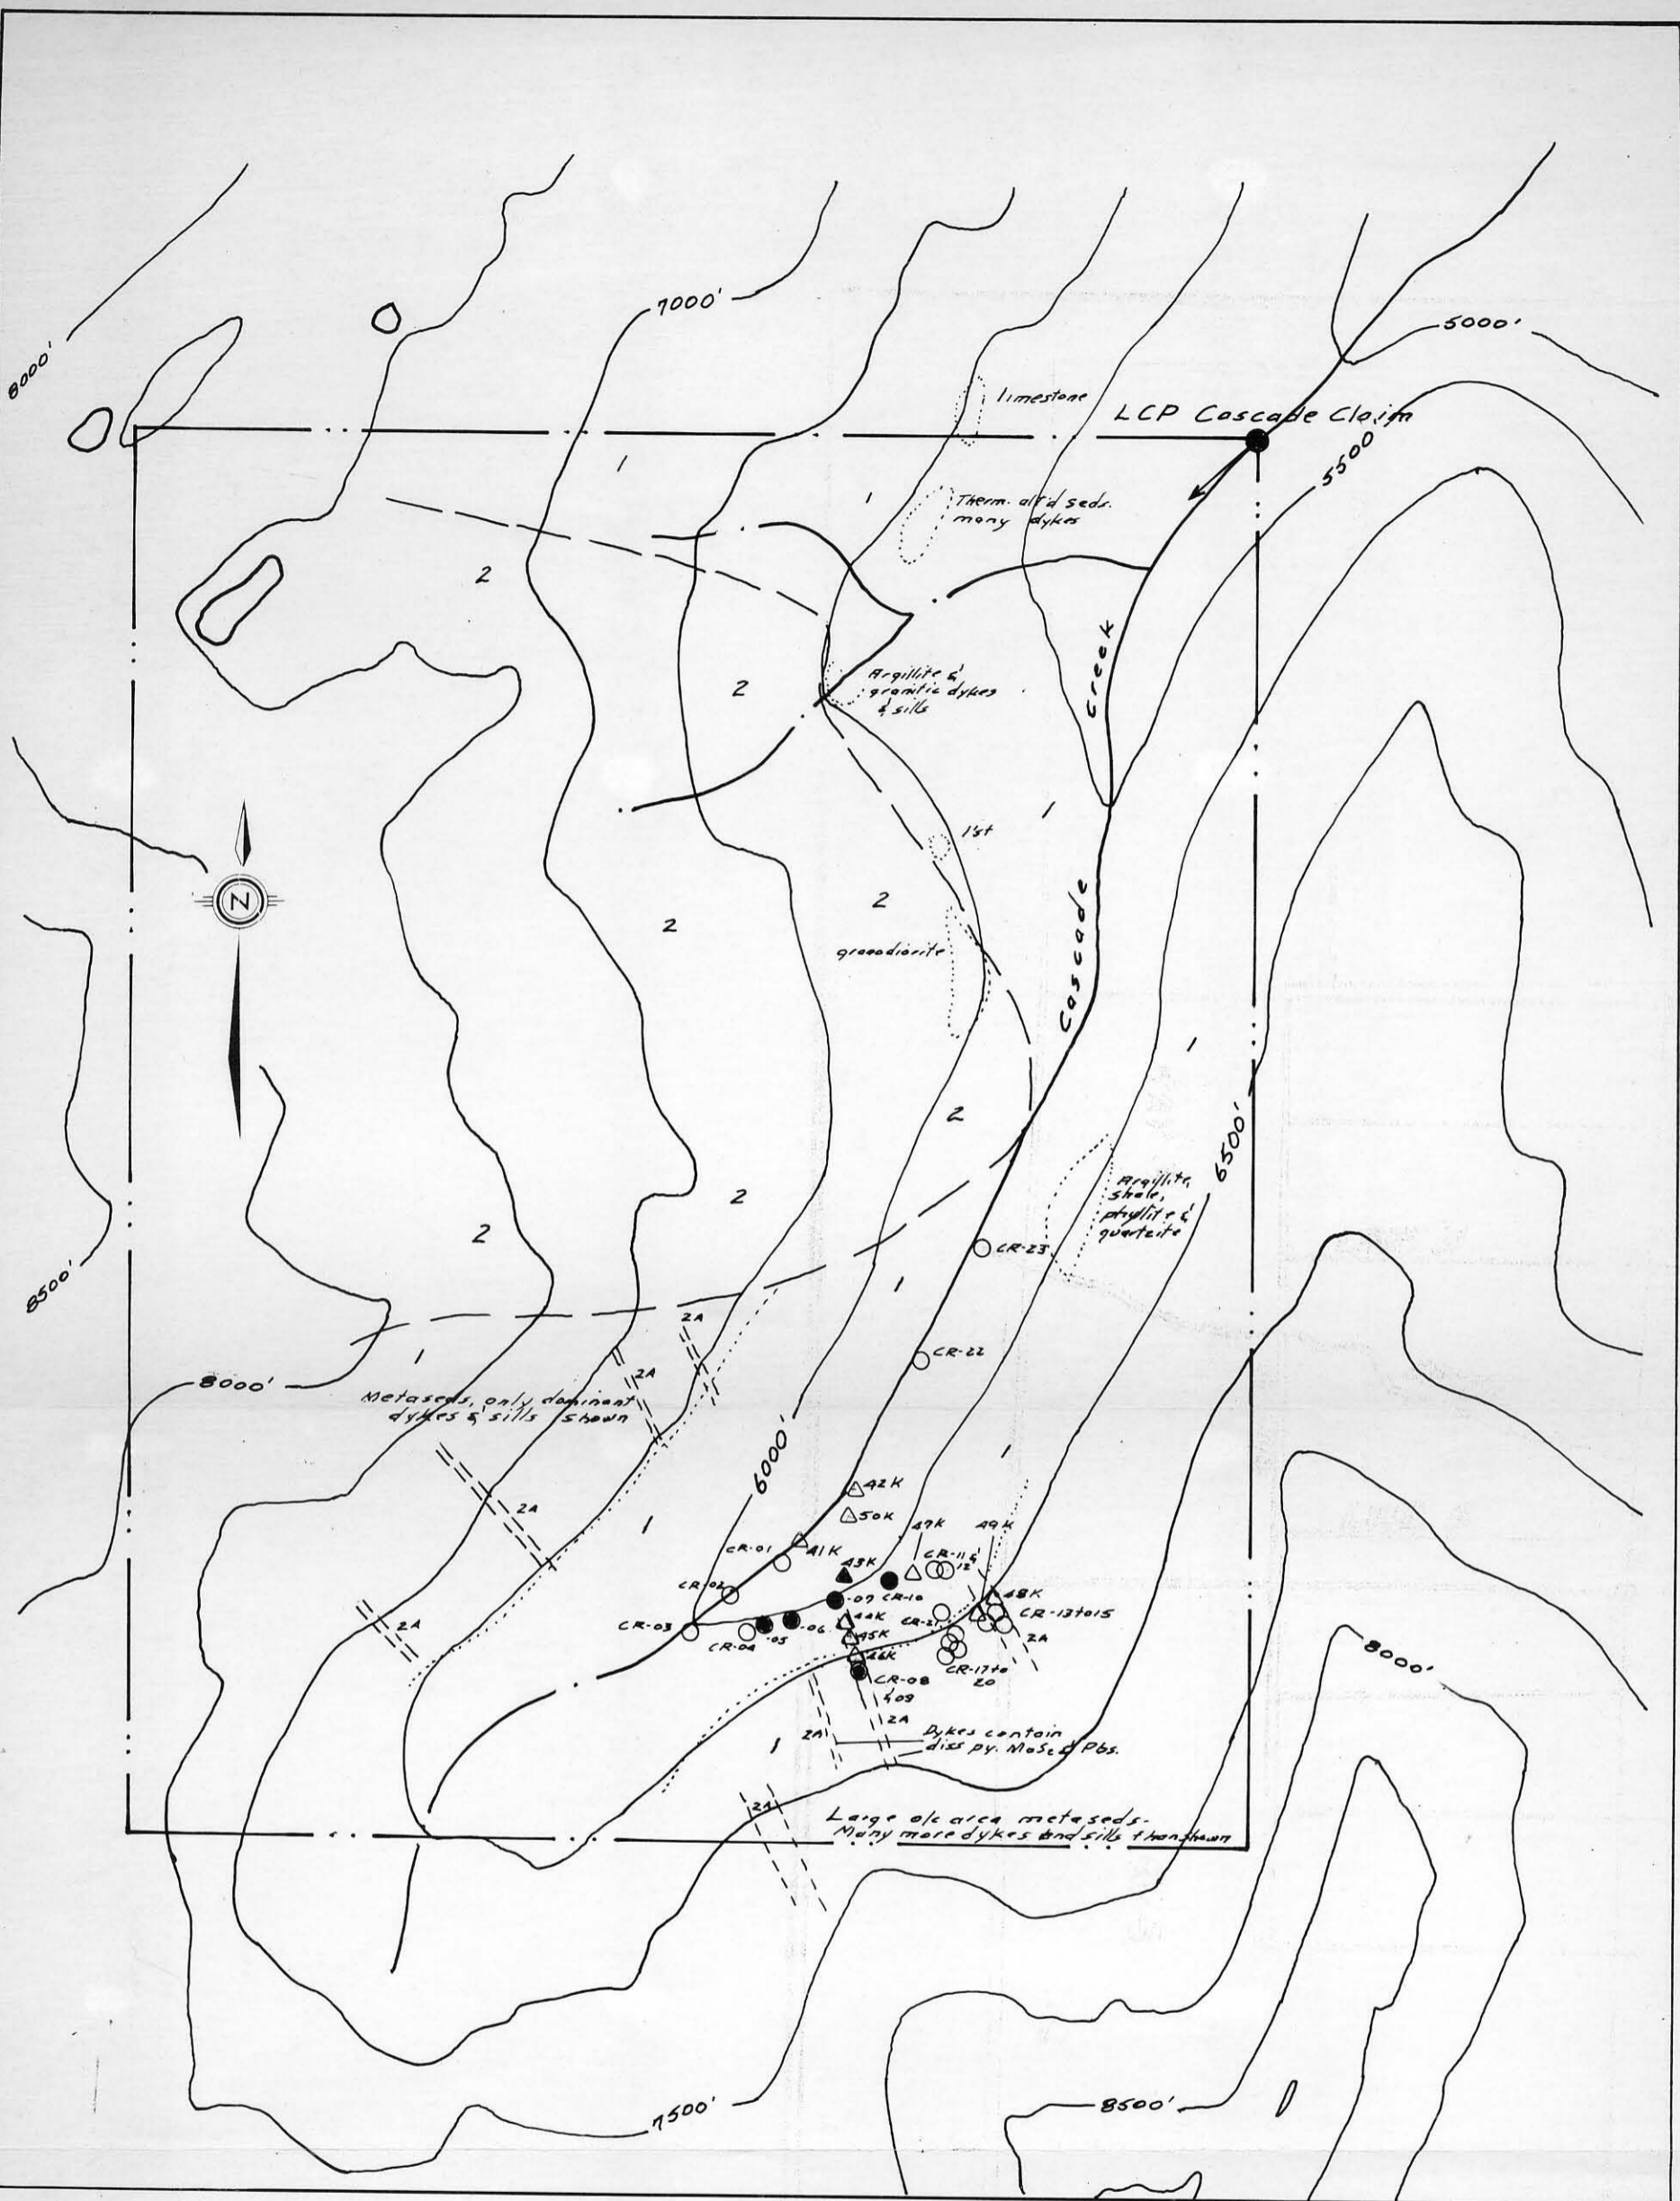 7000'
5000'
8000'
limestone
LCP Cascade Claim
5500'
1
1
Therm. alt'd seds.
many dykes
2
Creek
2
Argillite &
granitic dykes
& sills
1
l'st
N
2
2
granodiorite
Cascade
1
2
6500'
Argillite,
shale,
phyllite &
quartzite
2
2
CR-23
8500'
1
2A
CR-22
1
2A
8000'
Metaseds, only dominant
dykes & sills shown
6000'
1
42K
50K
2A
1
47K
49K
CR-01
41K
43K
CR-11 &
12
CR-02
48K
-07
CR-10
2A
CR-03
CR-04
-05
-06
44K
CR-21
CR-13 to 15
45K
2A
46K
CR-17 to
20
8000'
CR-08
& 09
2A
2A
Dykes contain
diss py. MoS2 & Pbs.
1
2A
Large o/c area metaseds.
Many more dykes and sills than shown
7500'
8500'